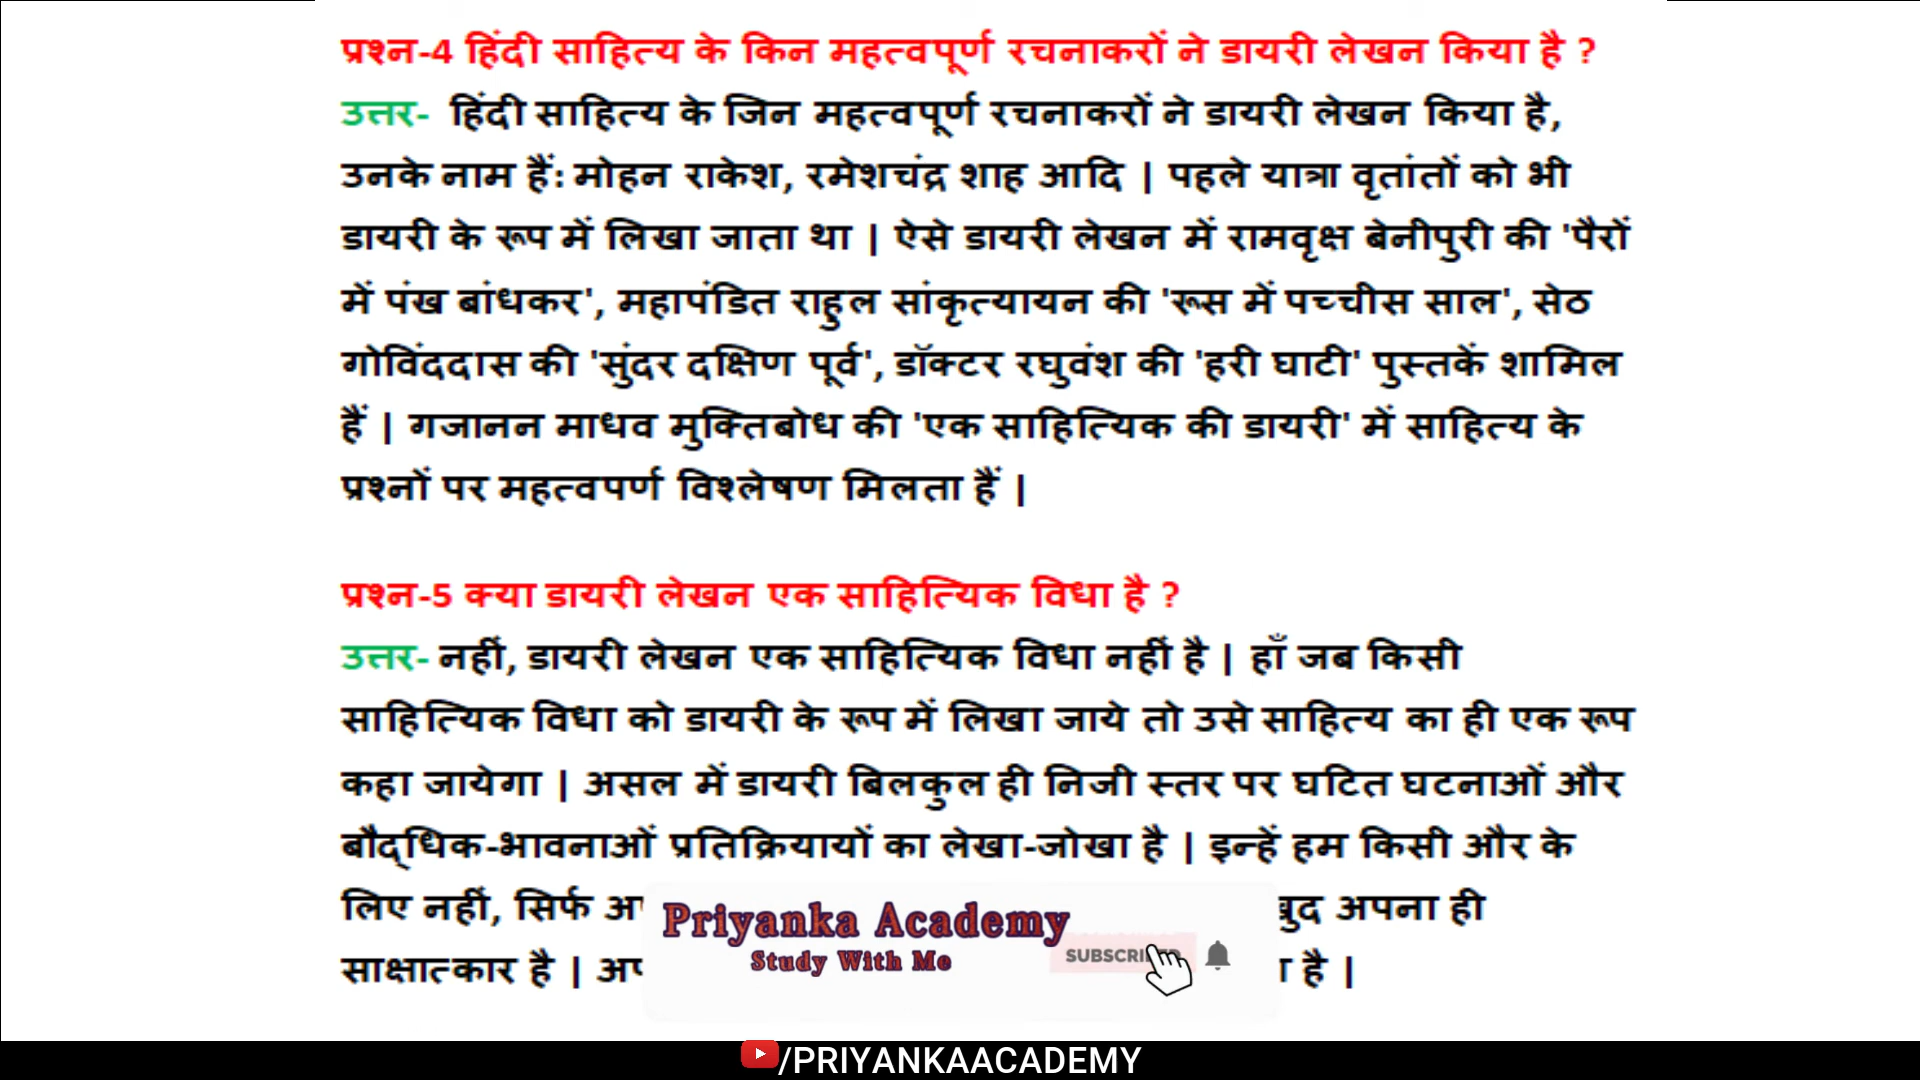 प्रश्न-4 हिंदी साहित्य के किन महत्वपूर्ण रचनाकरों ने डायरी लेखन किया है ?
उत्तर- हिंदी साहित्य के जिन महत्वपूर्ण रचनाकरों ने डायरी लेखन किया है,
उनके नाम हैं: मोहन राकेश, रमेशचंद्र शाह आदि | पहले यात्रा वृतांतों को भी
डायरी के रूप में लिखा जाता था | ऐसे डायरी लेखन में रामवृक्ष बेनीपुरी की 'पैरों
में पंख बांधकर', महापंडित राहुल सांकृत्यायन की 'रूस में पच्चीस साल', सेठ
गोविंददास की 'सुंदर दक्षिण पूर्व', डॉक्टर रघुवंश की 'हरी घाटी' पुस्तकें शामिल
हैं | गजानन माधव मुक्तिबोध की 'एक साहित्यिक की डायरी' में साहित्य के
प्रश्नों पर महत्वपर्ण विश्लेषण मिलता हैं |
प्रश्न-5 क्या डायरी लेखन एक साहित्यिक विधा है ?
उत्तर- नहीं, डायरी लेखन एक साहित्यिक विधा नहीं है | हाँ जब किसी
साहित्यिक विधा को डायरी के रूप में लिखा जाये तो उसे साहित्य का ही एक रूप
कहा जायेगा | असल में डायरी बिलकुल ही निजी स्तर पर घटित घटनाओं और
बौद्धिक-भावनाओं प्रतिक्रियायों का लेखा-जोखा है | इन्हें हम किसी और के
लिए नहीं, सिर्फ अपना ही
साक्षात्कार है | है |
Priyanka Academy
Study With Me
/PRIYANKAACADEMY